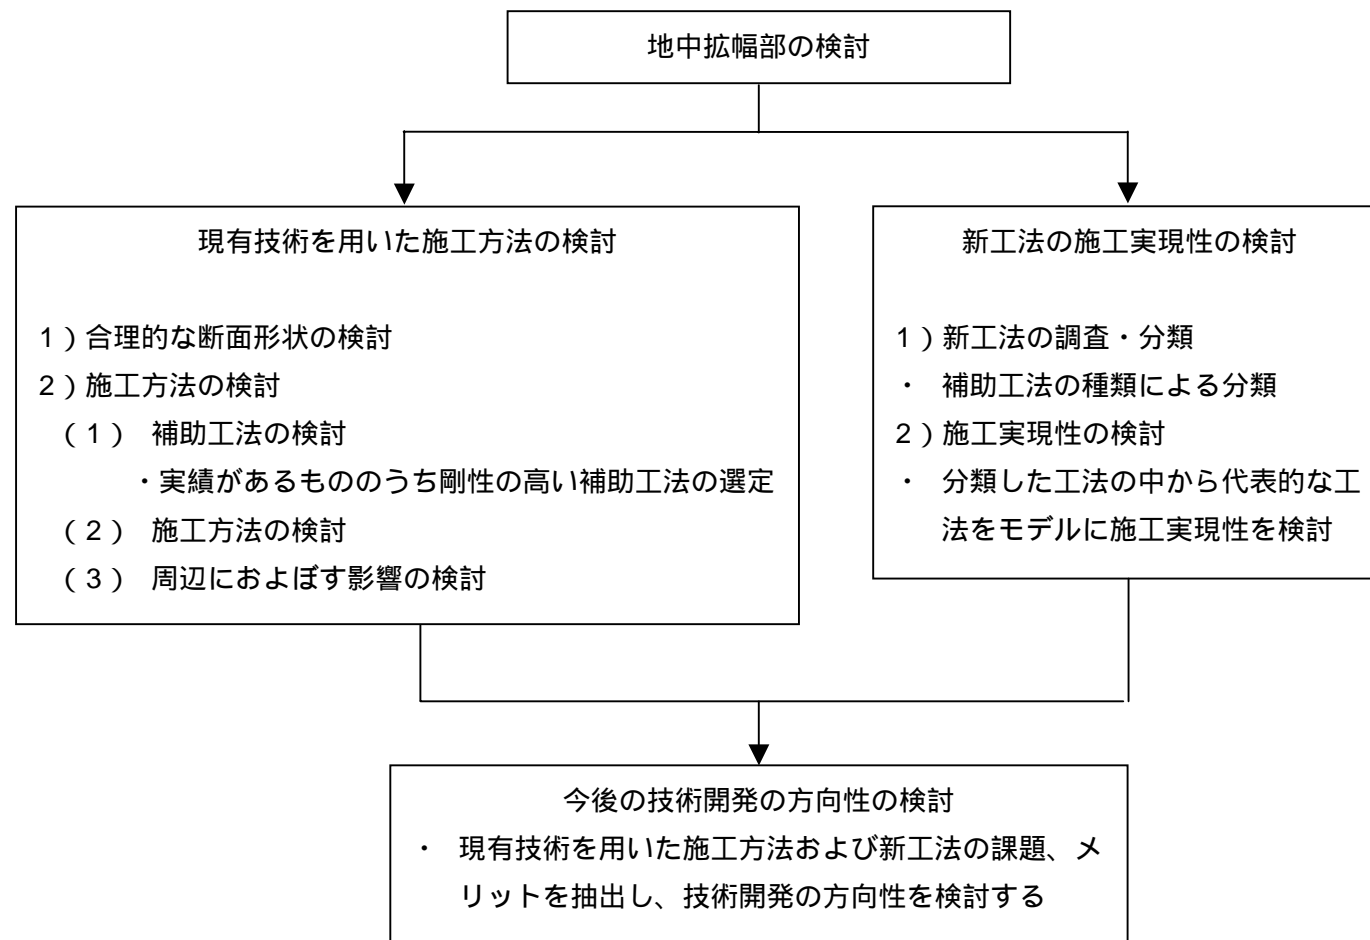 地中拡幅部の検討
現有技術を用いた施工方法の検討
1)合理的な断面形状の検討
2)施工方法の検討
(1) 補助工法の検討
・実績があるもののうち剛性の高い補助工法の選定
(2) 施工方法の検討
(3) 周辺におよぼす影響の検討
新工法の施工実現性の検討
1)新工法の調査・分類
・ 補助工法の種類による分類
2)施工実現性の検討
・ 分類した工法の中から代表的な工
法をモデルに施工実現性を検討
今後の技術開発の方向性の検討
・ 現有技術を用いた施工方法および新工法の課題、メ
リットを抽出し、技術開発の方向性を検討する